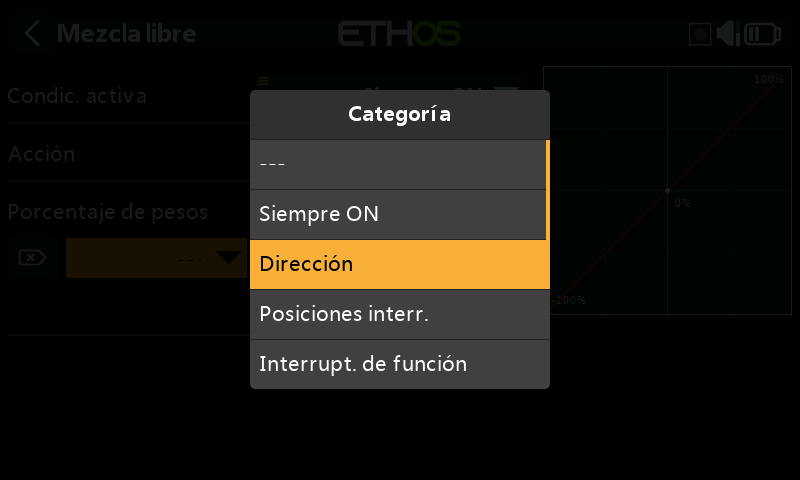 Mezcla libre
ETHOS
Condic. activa
Acción
Porcentaje de pesos
---
100%
0%
-100%
Categoría
---
Siempre ON
Dirección
Posiciones interr.
Interrupt. de función